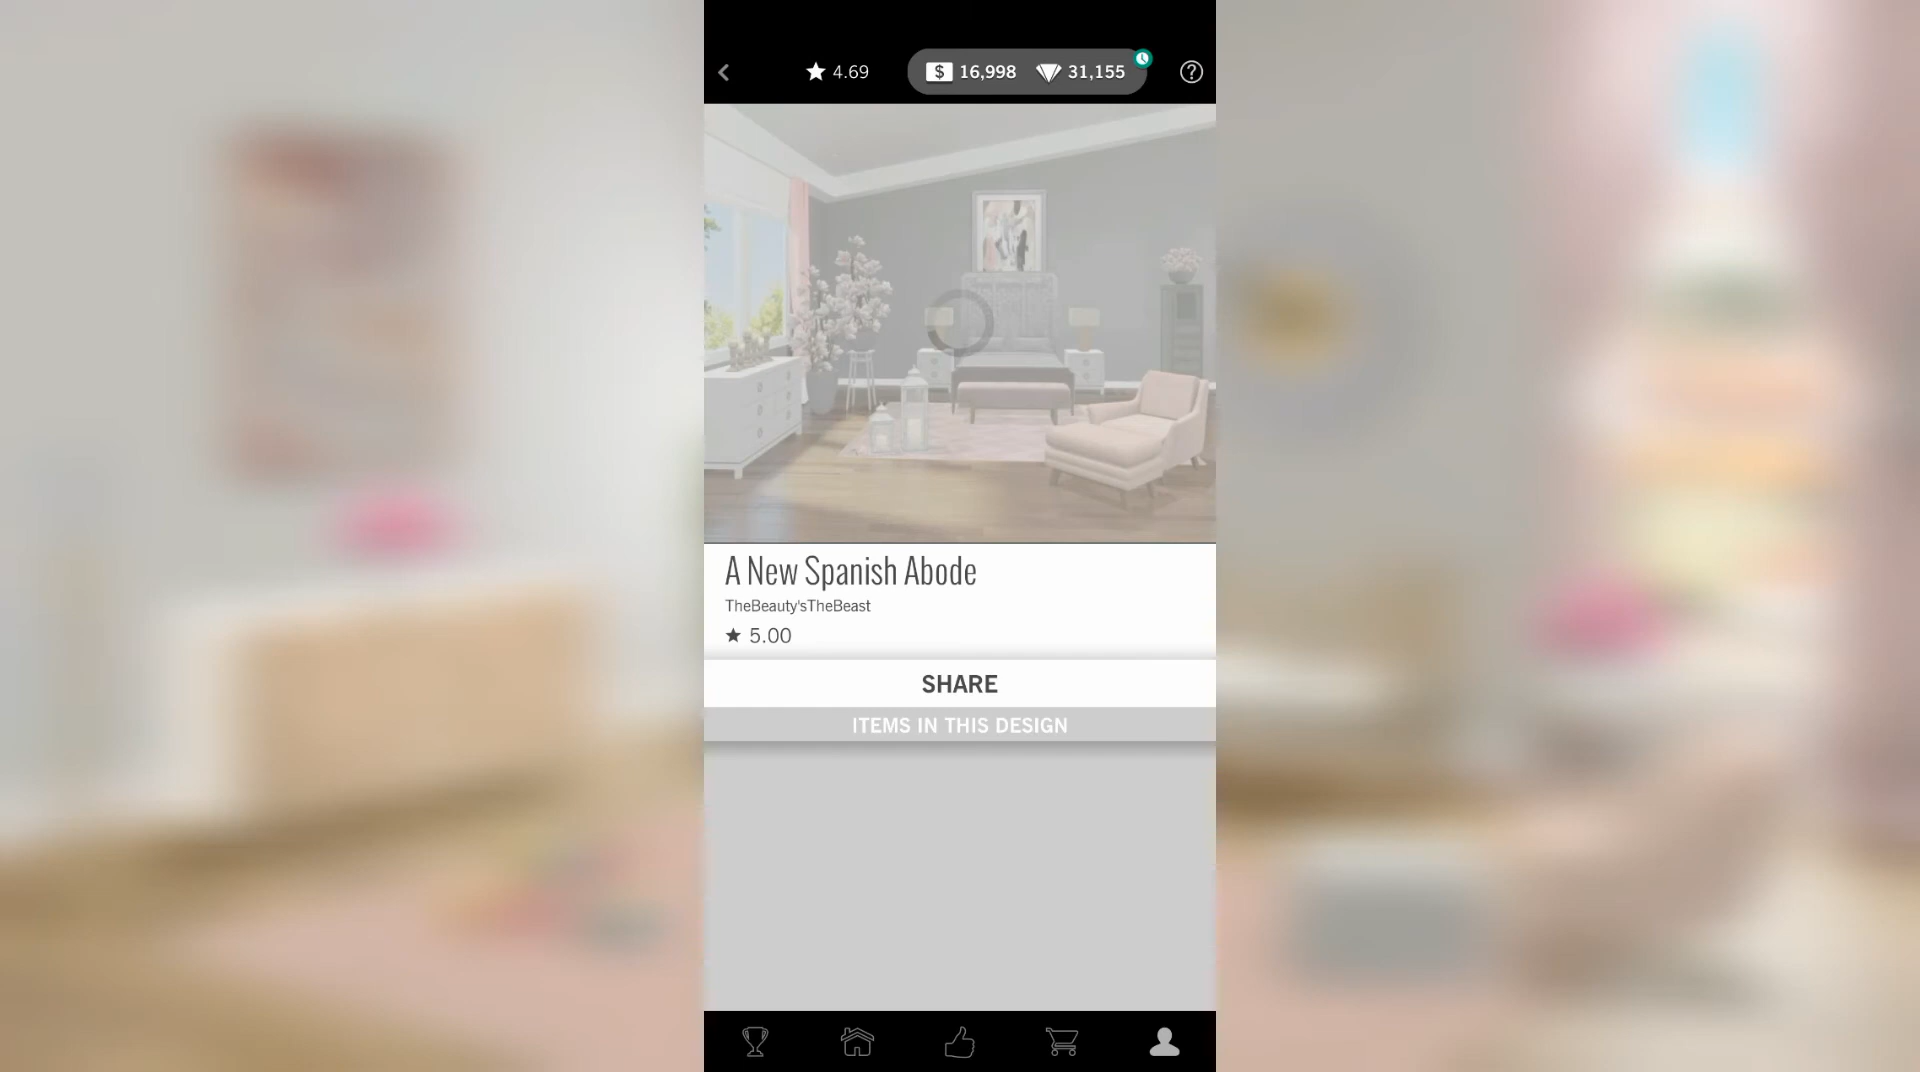 4.69 $ 16,998 31,155 ?
A New Spanish Abode
TheBeauty'sTheBeast
★ 5.00
SHARE
ITEMS IN THIS DESIGN